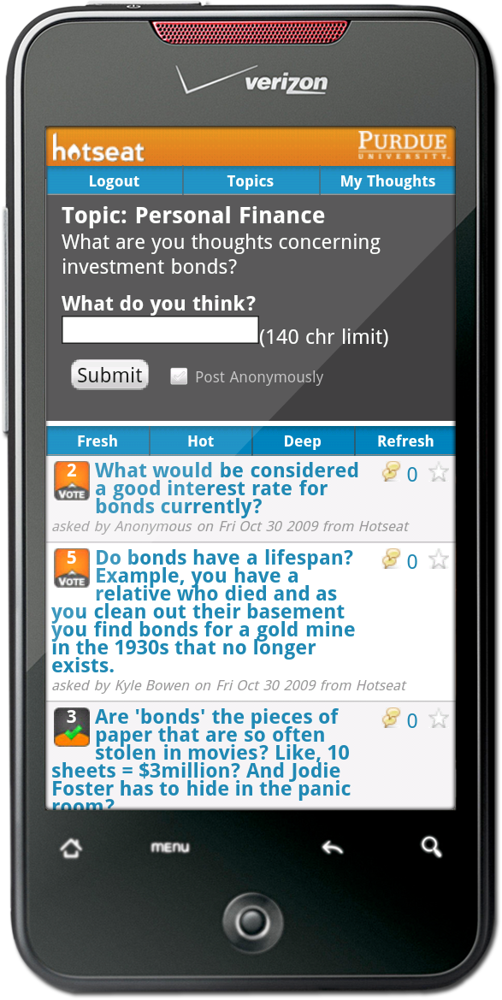 verizon
hotseat
PURDUE
UNIVERSITY.
Logout Topics My Thoughts
Topic: Personal Finance
What are you thoughts concerning
investment bonds?
What do you think?
(140 chr limit)
Submit Post Anonymously
Fresh Hot Deep Refresh
2 What would be considered 0
VOTE a good interest rate for
bonds currently?
asked by Anonymous on Fri Oct 30 2009 from Hotseat
5 Do bonds have a lifespan? 0
VOTE Example, you have a
relative who died and as
you clean out their basement
you find bonds for a gold mine
in the 1930s that no longer
exists.
asked by Kyle Bowen on Fri Oct 30 2009 from Hotseat
3 Are 'bonds' the pieces of 0
paper that are so often
stolen in movies? Like, 10
sheets = $3million? And Jodie
Foster has to hide in the panic
room?
MENU